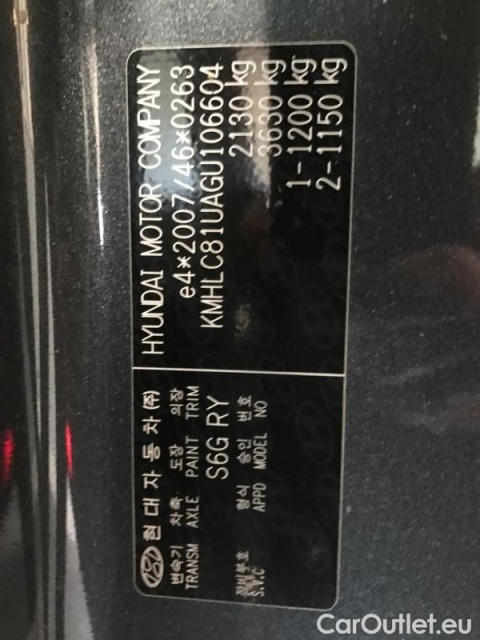 현대자동차(주) HYUNDAI MOTOR COMPANY
변속기 차축 도장 의장
TRANSM AXLE PAINT TRIM
S6G RY
e4*2007/46*0263
KMHLC81UAGU106604
2130 kg
3630 kg
1- 1200 kg
2- 1150 kg
정비부호 형식 승인 번호
S.V.C APPD MODEL NO
CarOutlet.eu